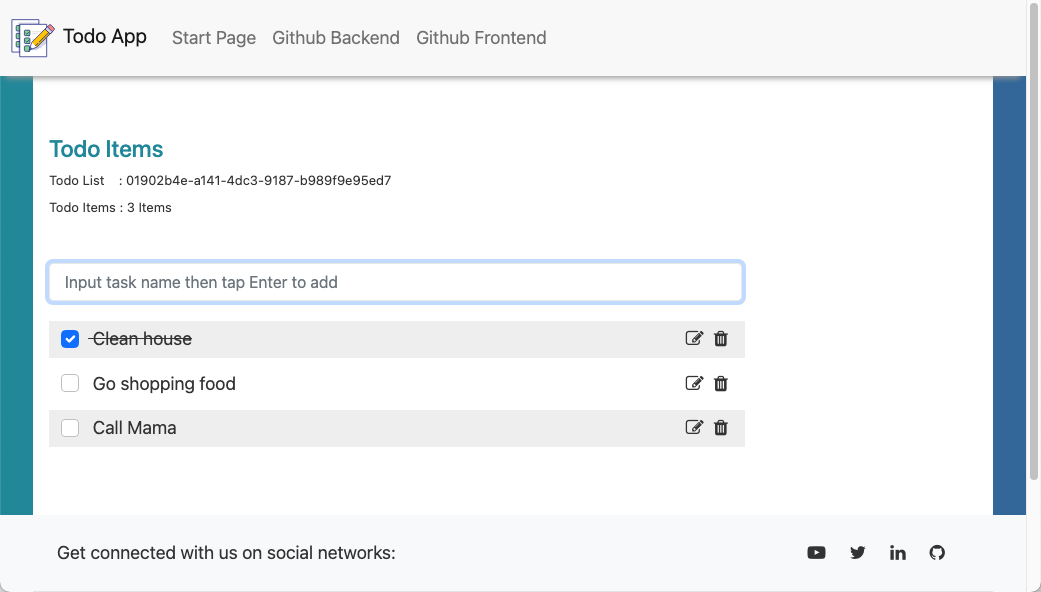 Todo App Start Page Github Backend Github Frontend
Todo Items
Todo List : 01902b4e-a141-4dc3-9187-b989f9e95ed7
Todo Items : 3 Items
Input task name then tap Enter to add
Clean house
Go shopping food
Call Mama
Get connected with us on social networks: